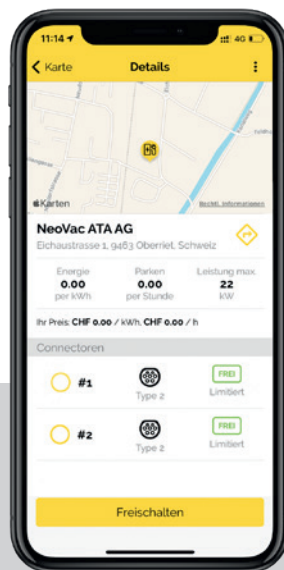 11:14 4G
Karte Details
Karten Rechtl. Informationen
NeoVac ATA AG
Eichaustrasse 1, 9463 Oberriet, Schweiz
Energie Parken Leistung max.
0.00 0.00 22
per kWh per Stunde kW
Ihr Preis: CHF 0.00 / kWh, CHF 0.00 / h
Connectoren
#1 FREI
Type 2 Limitiert
#2 FREI
Type 2 Limitiert
Freischalten